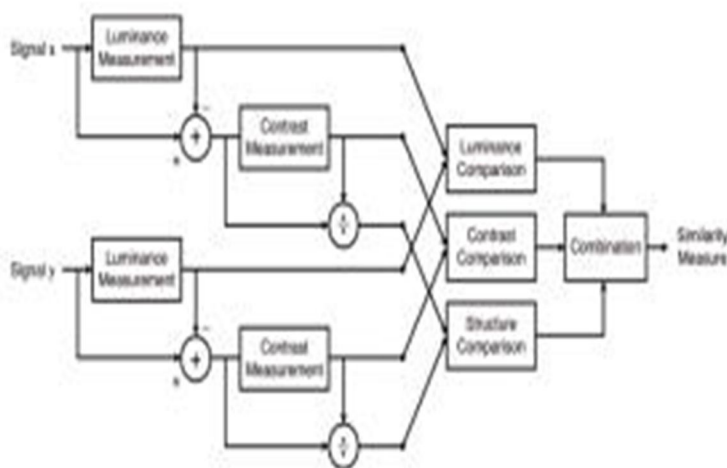 Signal x
Luminance
Measurement
-
+
+
Contrast
Measurement
÷
Signal y
Luminance
Measurement
-
+
+
Contrast
Measurement
÷
Luminance
Comparison
Contrast
Comparison
Structure
Comparison
Combination
Similarity
Measure